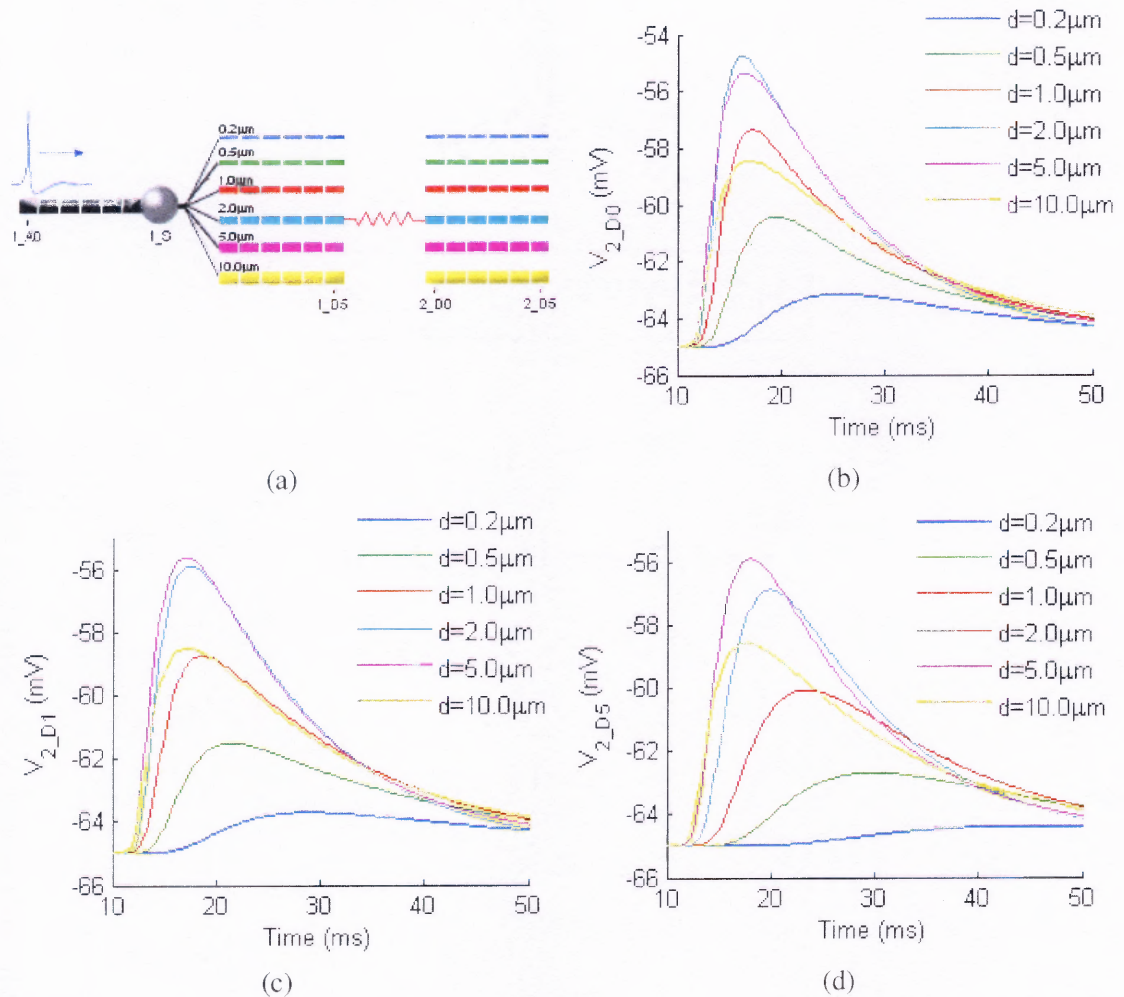 0.2µm
0.5µm
1.0µm
2.0µm
5.0µm
10.0µm
1_S
1_D5
2_D0
2_D5
(a)
d=0.2µm
d=0.5µm
d=1.0µm
d=2.0µm
d=5.0µm
d=10.0µm
V2_D0 (mV)
-54
-56
-58
-60
-62
-64
-66
10
20
30
40
50
Time (ms)
(b)
d=0.2µm
d=0.5µm
d=1.0µm
d=2.0µm
d=5.0µm
d=10.0µm
V2_D1 (mV)
-56
-58
-60
-62
-64
-66
10
20
30
40
50
Time (ms)
(c)
d=0.2µm
d=0.5µm
d=1.0µm
d=2.0µm
d=5.0µm
d=10.0µm
V2_D5 (mV)
-56
-58
-60
-62
-64
-66
10
20
30
40
50
Time (ms)
(d)